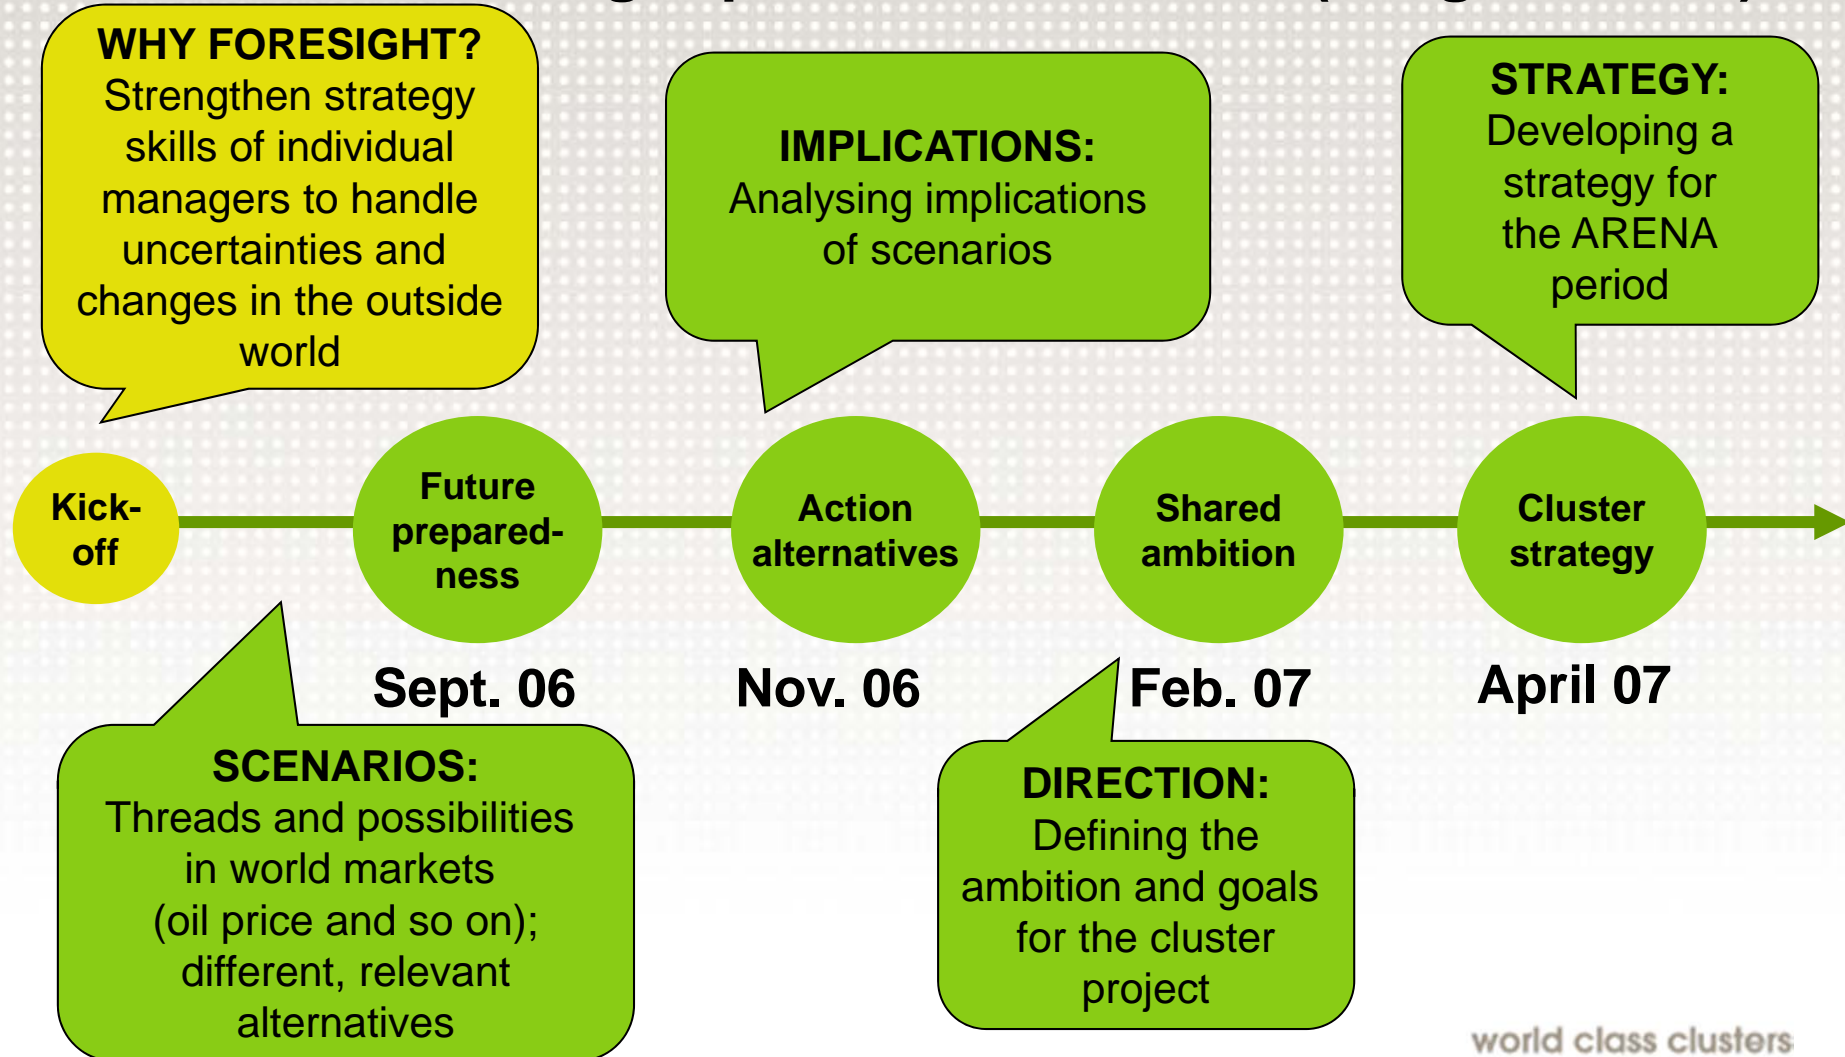 WHY FORESIGHT?
Strengthen strategy
skills of individual
managers to handle
uncertainties and
changes in the outside
world
IMPLICATIONS:
Analysing implications
of scenarios
STRATEGY:
Developing a
strategy for
the ARENA
period
Kick-
off
Future
prepared-
ness
Action
alternatives
Shared
ambition
Cluster
strategy
Sept. 06
Nov. 06
Feb. 07
April 07
SCENARIOS:
Threads and possibilities
in world markets
(oil price and so on);
different, relevant
alternatives
DIRECTION:
Defining the
ambition and goals
for the cluster
project
world class clusters